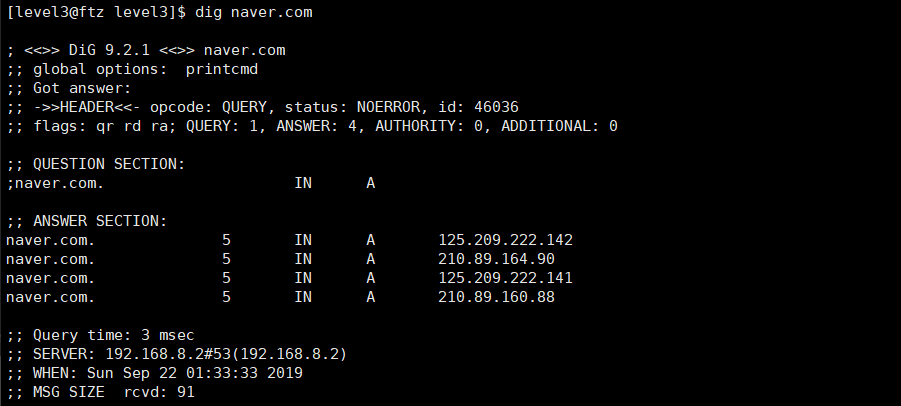 [level3@ftz level3]$ dig naver.com
; <<>> DiG 9.2.1 <<>> naver.com
;; global options:  printcmd
;; Got answer:
;; ->>HEADER<<- opcode: QUERY, status: NOERROR, id: 46036
;; flags: qr rd ra; QUERY: 1, ANSWER: 4, AUTHORITY: 0, ADDITIONAL: 0
;; QUESTION SECTION:
;naver.com.                     IN      A
;; ANSWER SECTION:
naver.com.              5       IN      A       125.209.222.142
naver.com.              5       IN      A       210.89.164.90
naver.com.              5       IN      A       125.209.222.141
naver.com.              5       IN      A       210.89.160.88
;; Query time: 3 msec
;; SERVER: 192.168.8.2#53(192.168.8.2)
;; WHEN: Sun Sep 22 01:33:33 2019
;; MSG SIZE  rcvd: 91